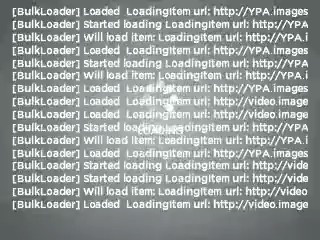 [BulkLoader] Loaded LoadingItem url: http://YPA.images
[BulkLoader] Started loading LoadingItem url: http://YPA
[BulkLoader] Will load item: LoadingItem url: http://YPA.i
[BulkLoader] Loaded LoadingItem url: http://YPA.images
[BulkLoader] Started loading LoadingItem url: http://YPA
[BulkLoader] Will load item: LoadingItem url: http://YPA.i
[BulkLoader] Loaded LoadingItem url: http://YPA.images
[BulkLoader] Loaded LoadingItem url: http://video.image
[BulkLoader] Loaded LoadingItem url: http://video.image
[BulkLoader] Started loading LoadingItem url: http://YPA
LOADING
[BulkLoader] Will load item: LoadingItem url: http://YPA.i
[BulkLoader] Loaded LoadingItem url: http://YPA.images
[BulkLoader] Started loading LoadingItem url: http://video
[BulkLoader] Started loading LoadingItem url: http://vide
[BulkLoader] Will load item: LoadingItem url: http://video
[BulkLoader] Loaded LoadingItem url: http://video.image